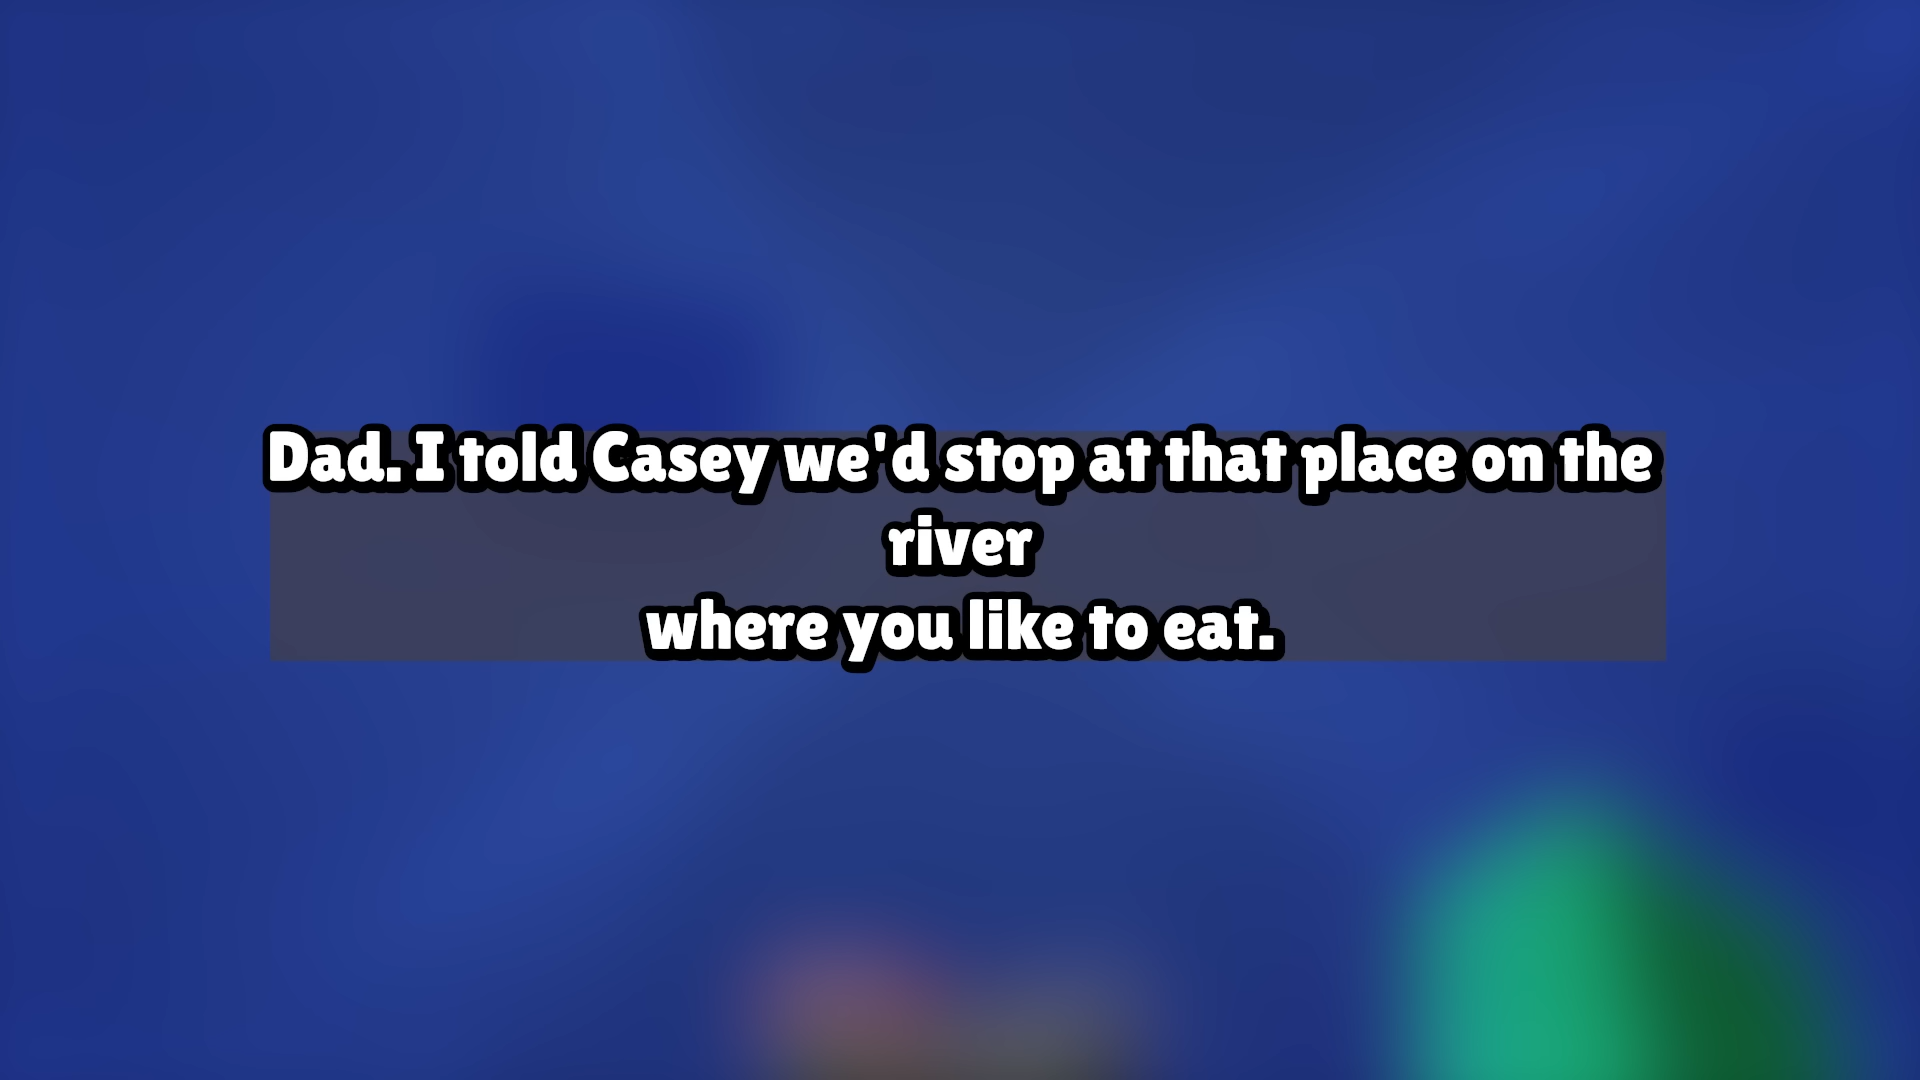 Dad. I told Casey we'd stop at that place on the
river
where you like to eat.